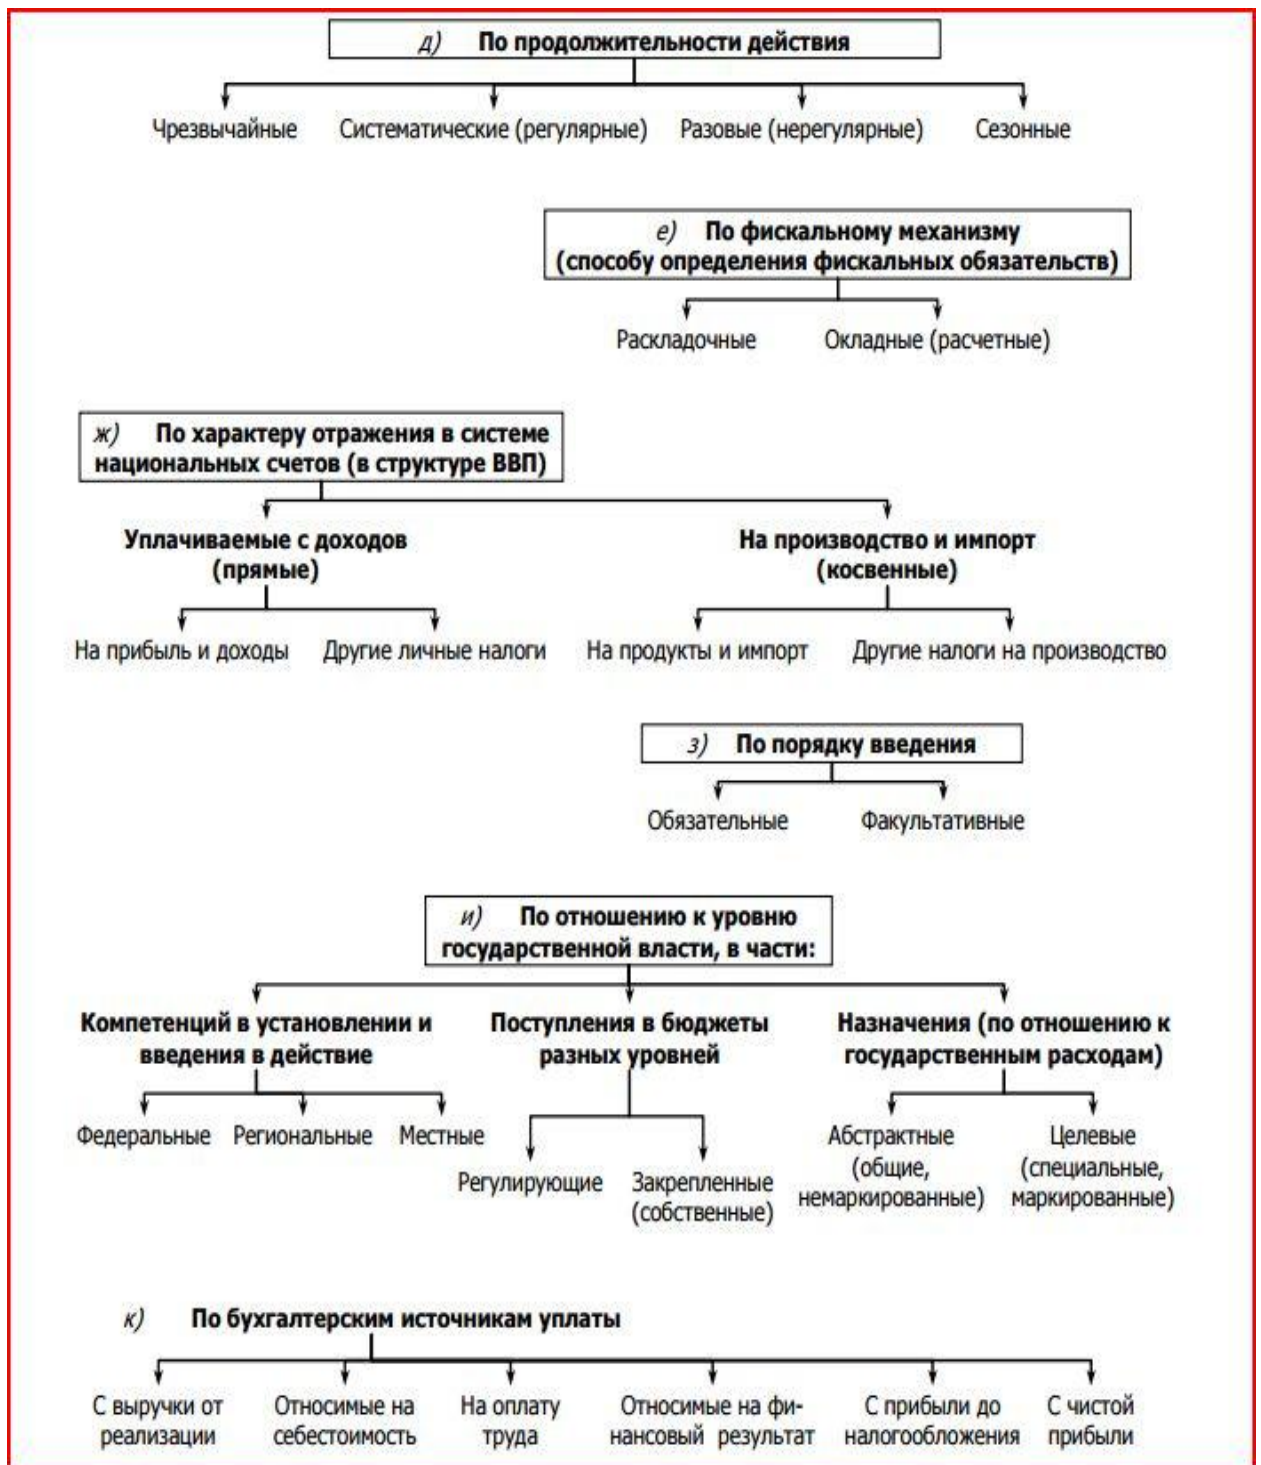 д) По продолжительности действия
Чрезвычайные Систематические (регулярные) Разовые (нерегулярные) Сезонные
е) По фискальному механизму
(способу определения фискальных обязательств)
Раскладочные Окладные (расчетные)
ж) По характеру отражения в системе
национальных счетов (в структуре ВВП)
Уплачиваемые с доходов
(прямые)
На производство и импорт
(косвенные)
На прибыль и доходы Другие личные налоги На продукты и импорт Другие налоги на производство
з) По порядку введения
Обязательные Факультативные
и) По отношению к уровню
государственной власти, в части:
Компетенций в установлении и
введения в действие
Поступления в бюджеты
разных уровней
Назначения (по отношению к
государственным расходам)
Федеральные Региональные Местные
Регулирующие
Закрепленные
(собственные)
Абстрактные
(общие,
немаркированные)
Целевые
(специальные,
маркированные)
к) По бухгалтерским источникам уплаты
С выручки от
реализации
Относимые на
себестоимость
На оплату
труда
Относимые на фи-
нансовый результат
С прибыли до
налогообложения
С чистой
прибыли